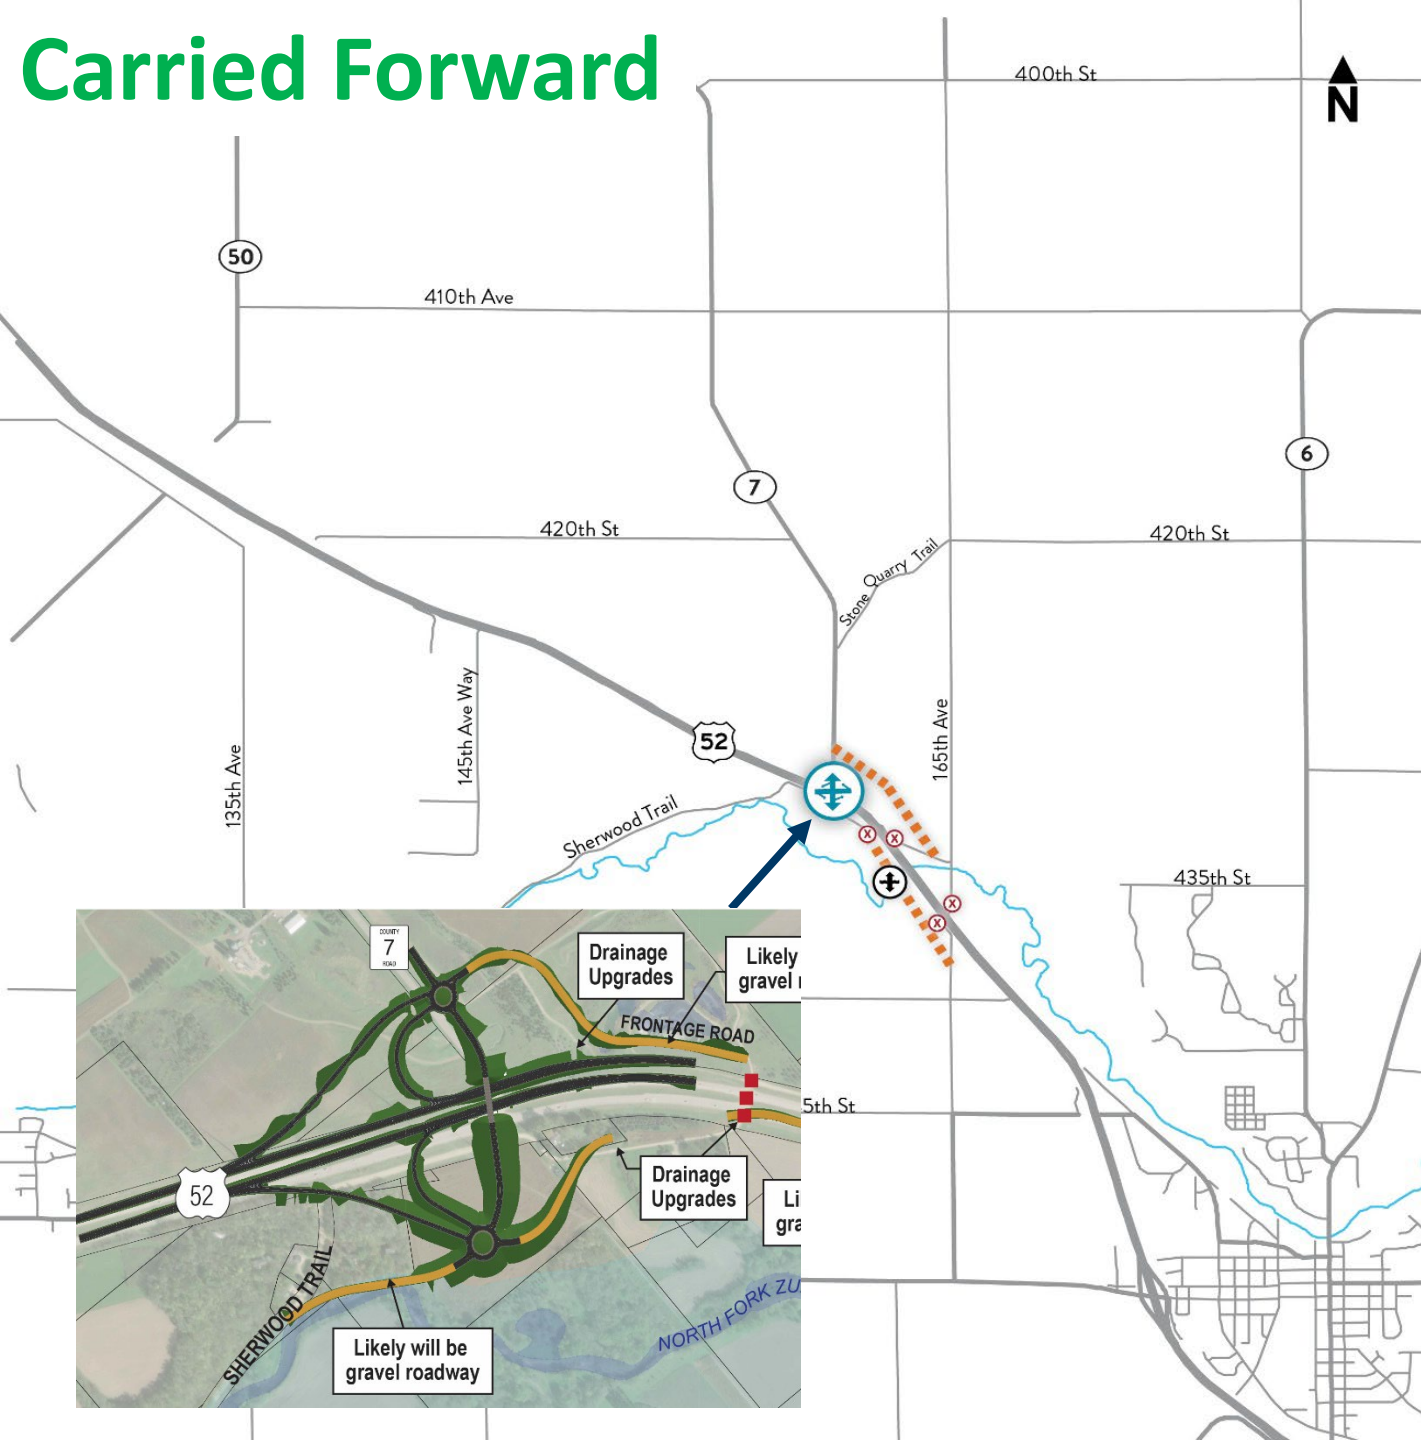 Carried Forward
400th St
N
50
410th Ave
6
7
420th St
420th St
Stone Quarry Trail
145th Ave Way
165th Ave
52
135th Ave
Sherwood Trail
X
X
435th St
X
X
COUNTY
7
ROAD
Drainage
Upgrades
Likely
gravel
FRONTAGE ROAD
5th St
Drainage
Upgrades
52
Li
gra
SHERWOOD TRAIL
NORTH FORK ZU
Likely will be
gravel roadway